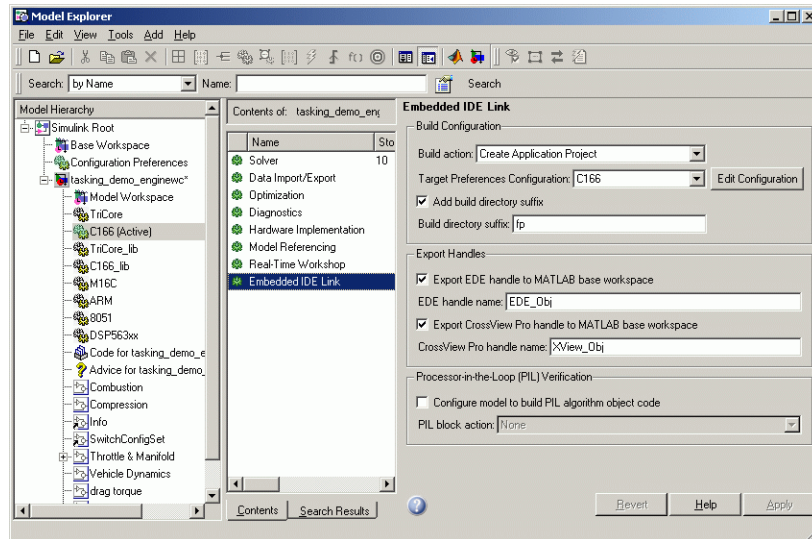 Model Explorer
File Edit View Tools Add Help
Search: by Name Name: Search
Model Hierarchy
Simulink Root
Base Workspace
Configuration Preferences
tasking_demo_enginewc*
Model Workspace
TriCore
C166 (Active)
TriCore_lib
C166_lib
M16C
ARM
8051
DSP563xx
Code for tasking_demo_e
Advice for tasking_demo_
Combustion
Compression
Info
SwitchConfigSet
Throttle & Manifold
Vehicle Dynamics
drag torque
Contents of: tasking_demo_eng
Name Sto
Solver 10
Data Import/Export
Optimization
Diagnostics
Hardware Implementation
Model Referencing
Real-Time Workshop
Embedded IDE Link
Contents Search Results
Embedded IDE Link
Build Configuration
Build action: Create Application Project
Target Preferences Configuration: C166 Edit Configuration
Add build directory suffix
Build directory suffix: fp
Export Handles
Export EDE handle to MATLAB base workspace
EDE handle name: EDE_Obj
Export CrossView Pro handle to MATLAB base workspace
CrossView Pro handle name: XView_Obj
Processor-in-the-Loop (PIL) Verification
Configure model to build PIL algorithm object code
PIL block action: None
Revert Help Apply